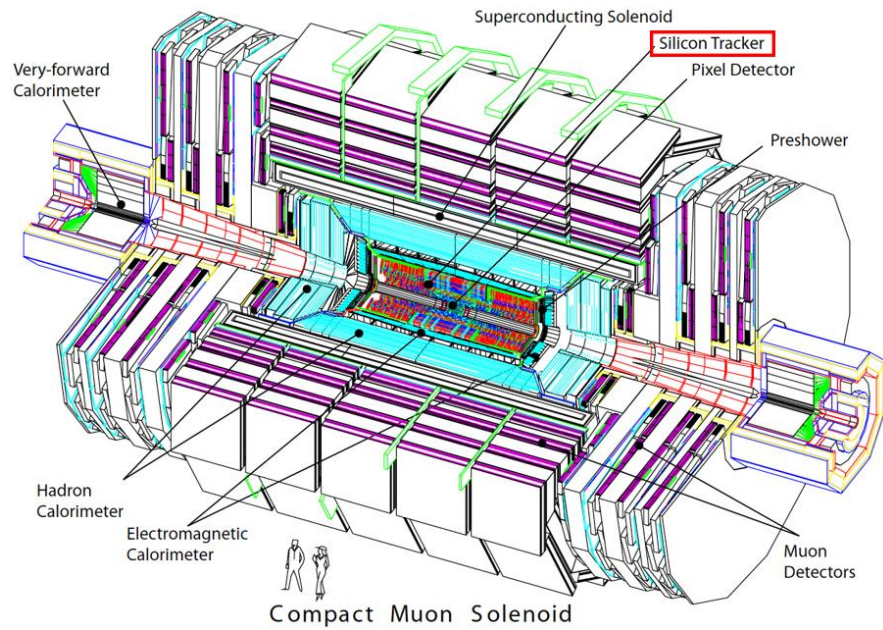 Superconducting Solenoid
Silicon Tracker
Pixel Detector
Very-forward
Calorimeter
Preshower
Hadron
Calorimeter
Electromagnetic
Calorimeter
Muon
Detectors
Compact Muon Solenoid